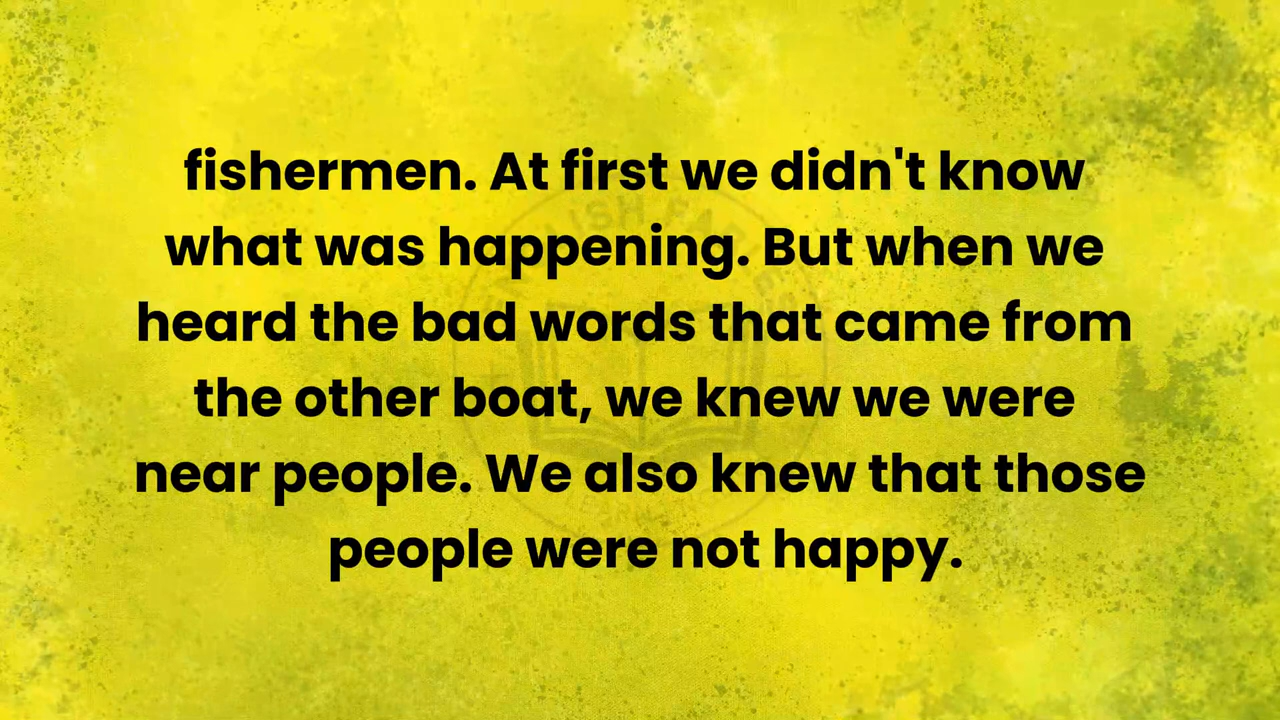 fishermen. At first we didn't know
what was happening. But when we
heard the bad words that came from
the other boat, we knew we were
near people. We also knew that those
people were not happy.